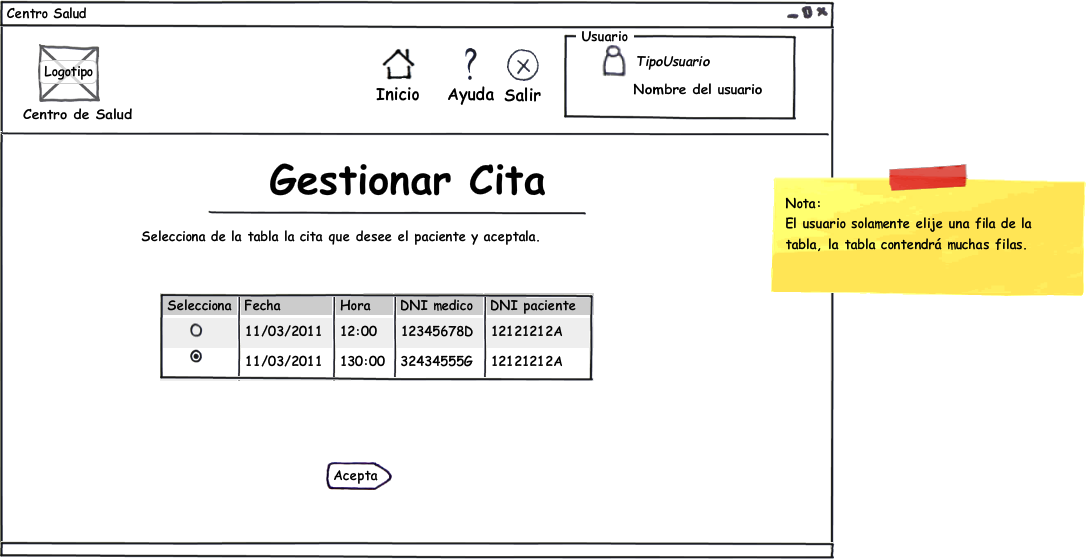 Centro Salud
Logotipo
Centro de Salud
Inicio
Ayuda
Salir
Usuario
TipoUsuario
Nombre del usuario
Gestionar Cita
Selecciona de la tabla la cita que desee el paciente y aceptala.
Selecciona Fecha Hora DNI medico DNI paciente
11/03/2011 12:00 12345678D 12121212A
11/03/2011 130:00 32434555G 12121212A
Acepta
Nota:
El usuario solamente elije una fila de la
tabla, la tabla contendrá muchas filas.